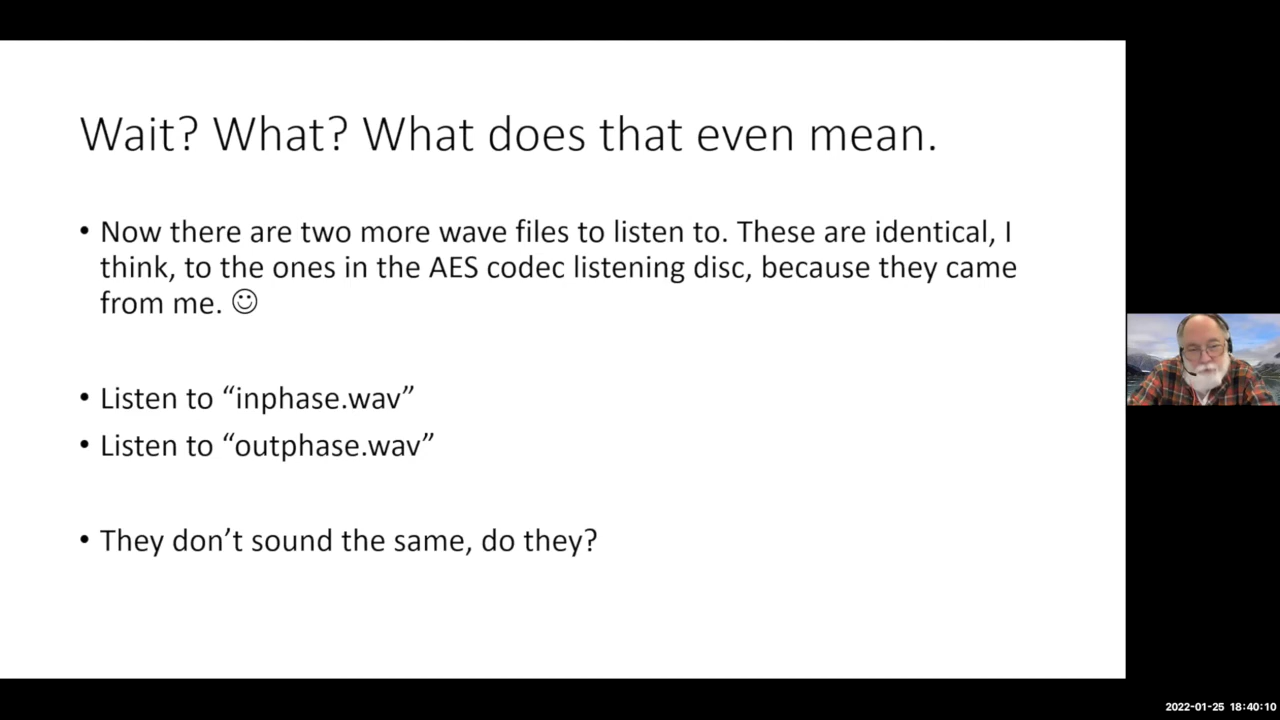 Wait? What? What does that even mean.
• Now there are two more wave files to listen to. These are identical, I
think, to the ones in the AES codec listening disc, because they came
from me. ☺
• Listen to “inphase.wav”
• Listen to “outphase.wav”
• They don’t sound the same, do they?
2022-01-25 18:40:10